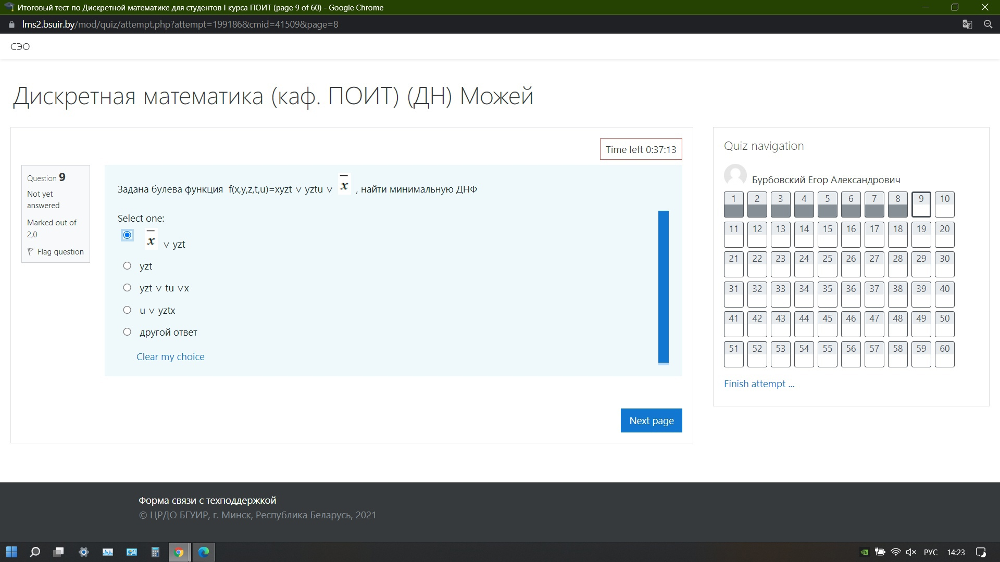 Итоговый тест по Дискретной математике для студентов I курса ПОИТ (page 9 of 60) - Google Chrome
lms2.bsuir.by/mod/quiz/attempt.php?attempt=199186&cmid=41509&page=8
СЭО
Дискретная математика (каф. ПОИТ) (ДН) Можей
Time left 0:37:13
Question 9
Not yet
answered
Marked out of
2,0
Flag question
Задана булева функция f(x,y,z,t,u)=xyzt ∨ yztu ∨ x̅ , найти минимальную ДНФ
Select one:
x̅ ∨ yzt
yzt
yzt ∨ tu ∨x
u ∨ yztx
другой ответ
Clear my choice
Next page
Quiz navigation
Бурбовский Егор Александрович
1 2 3 4 5 6 7 8 9 10
11 12 13 14 15 16 17 18 19 20
21 22 23 24 25 26 27 28 29 30
31 32 33 34 35 36 37 38 39 40
41 42 43 44 45 46 47 48 49 50
51 52 53 54 55 56 57 58 59 60
Finish attempt ...
Форма связи с техподдержкой
© ЦРДО БГУИР, г. Минск, Республика Беларусь, 2021
РУС 14:23